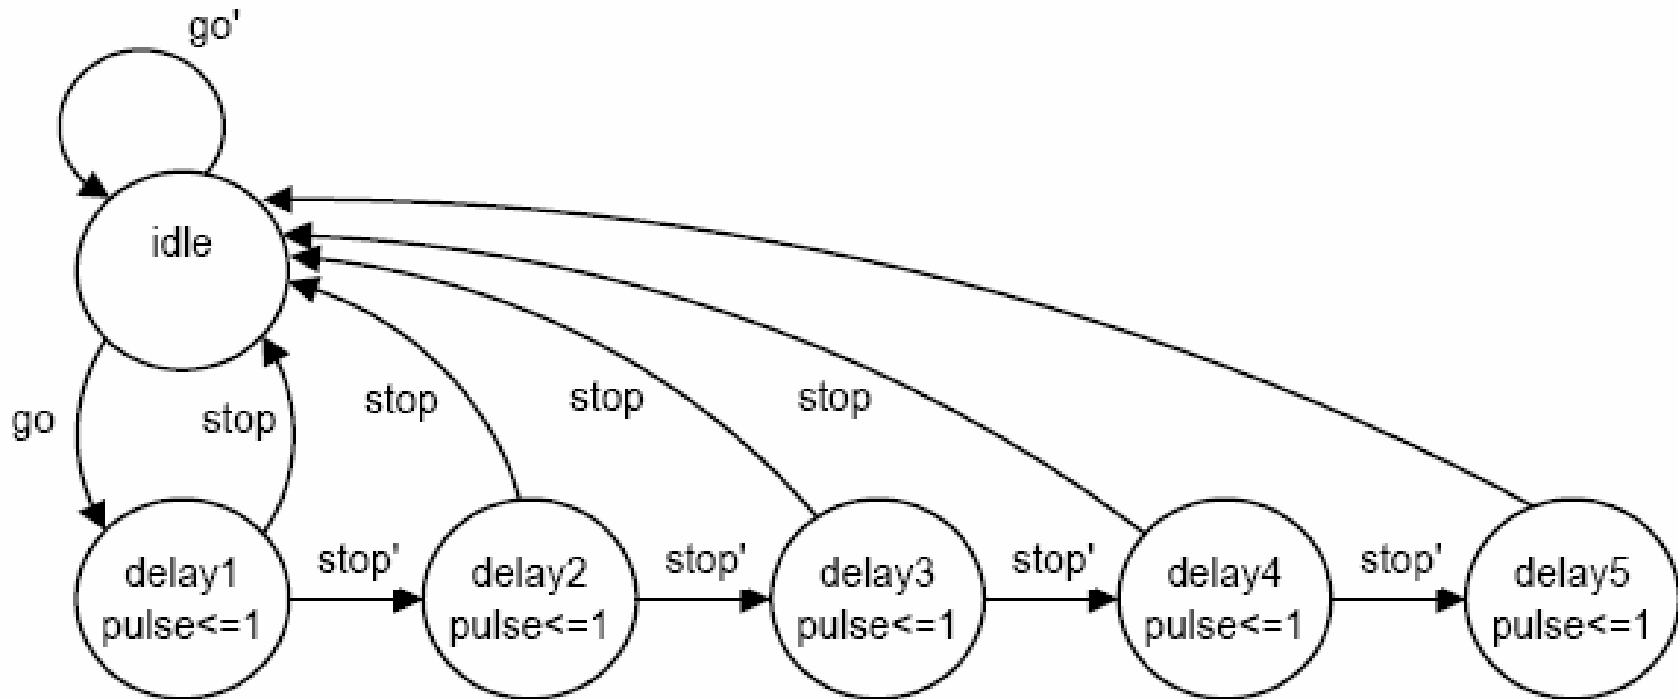 go'
idle
go
stop
stop
stop
stop
delay1
pulse<=1
stop'
delay2
pulse<=1
stop'
delay3
pulse<=1
stop'
delay4
pulse<=1
stop'
delay5
pulse<=1